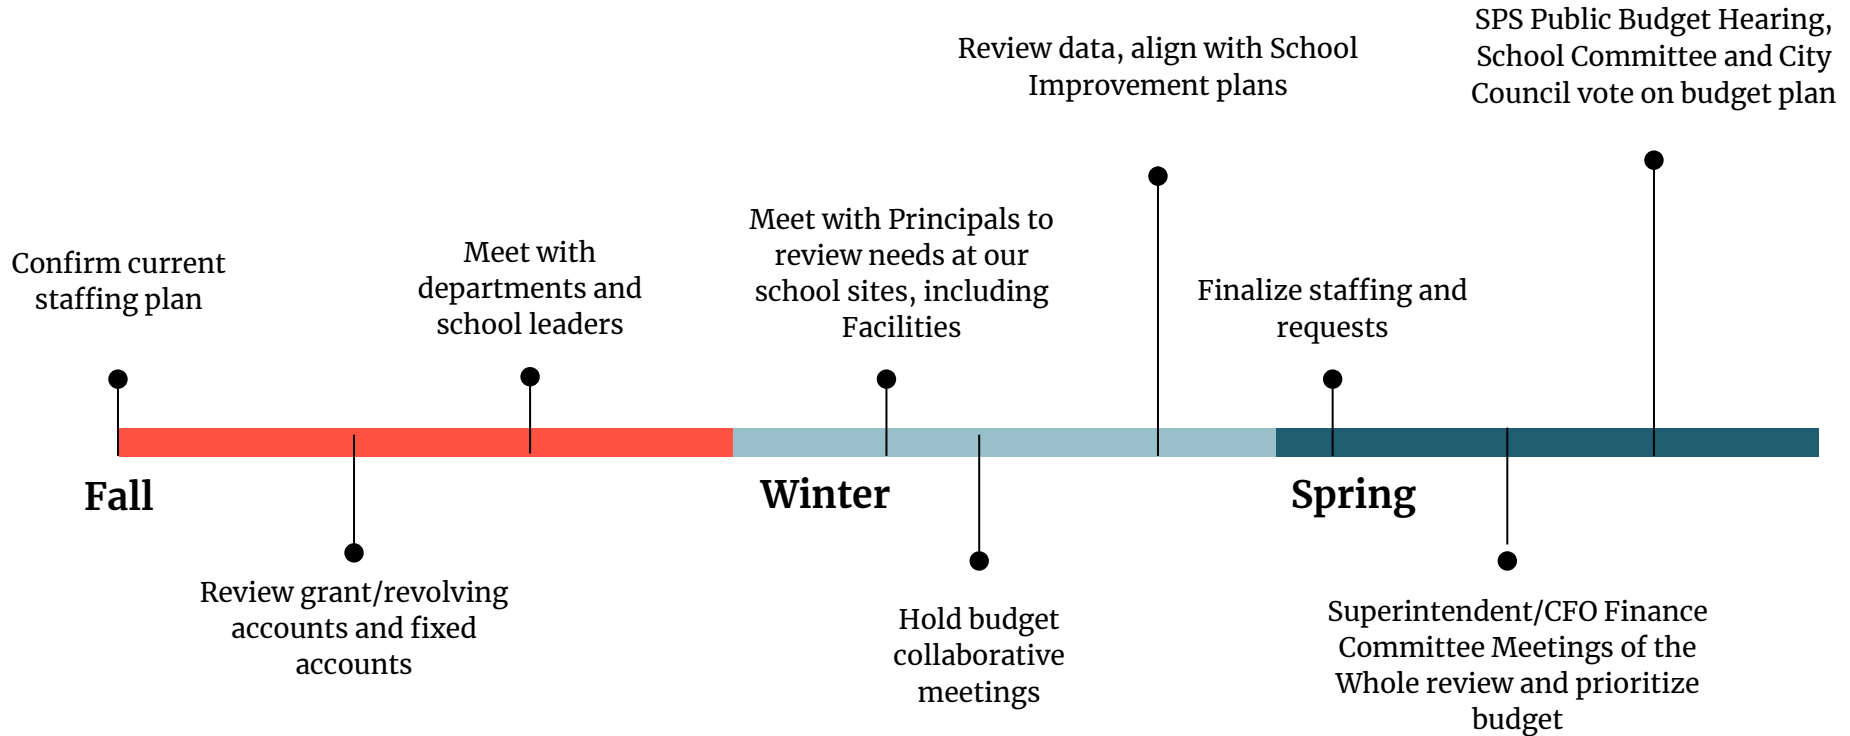 SPS Public Budget Hearing,
School Committee and City
Council vote on budget plan
Review data, align with School
Improvement plans
Meet with Principals to
review needs at our
school sites, including
Facilities
Confirm current
staffing plan
Meet with
departments and
school leaders
Finalize staffing and
requests
Fall
Winter
Spring
Review grant/revolving
accounts and fixed
accounts
Hold budget
collaborative
meetings
Superintendent/CFO Finance
Committee Meetings of the
Whole review and prioritize
budget